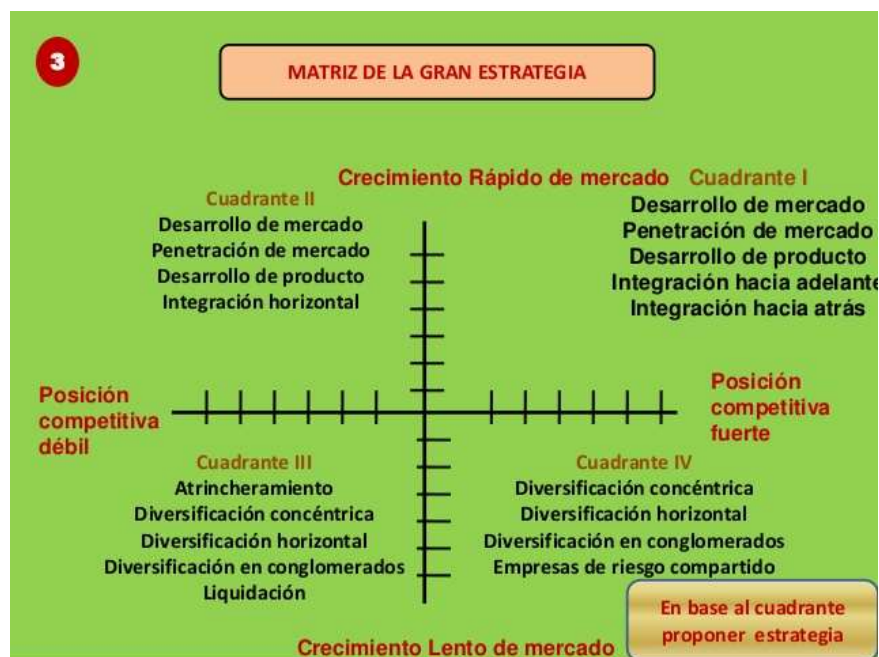 3
MATRIZ DE LA GRAN ESTRATEGIA
Crecimiento Rápido de mercado
Cuadrante II
Desarrollo de mercado
Penetración de mercado
Desarrollo de producto
Integración horizontal
Cuadrante I
Desarrollo de mercado
Penetración de mercado
Desarrollo de producto
Integración hacia adelante
Integración hacia atrás
Posición
competitiva
débil
Posición
competitiva
fuerte
Cuadrante III
Atrincheramiento
Diversificación concéntrica
Diversificación horizontal
Diversificación en conglomerados
Liquidación
Cuadrante IV
Diversificación concéntrica
Diversificación horizontal
Diversificación en conglomerados
Empresas de riesgo compartido
Crecimiento Lento de mercado
En base al cuadrante
proponer estrategia